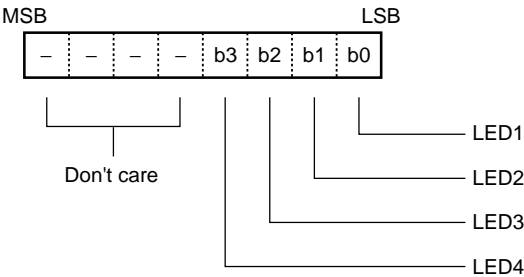 MSB LSB
– – – – b3 b2 b1 b0
LED1
Don't care
LED2
LED3
LED4